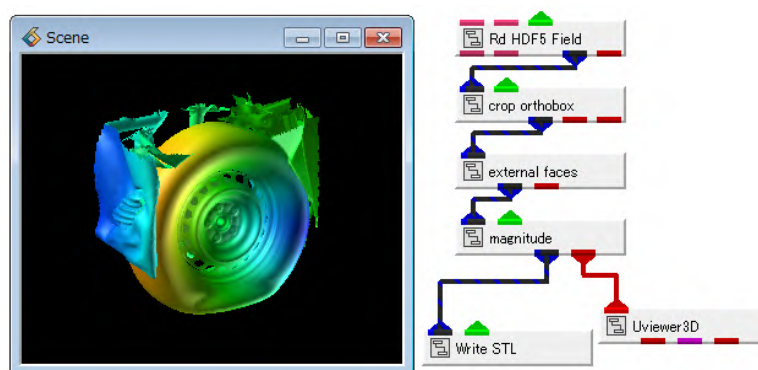 Scene
Rd HDF5 Field
crop orthobox
external faces
magnitude
Write STL
Uviewer3D